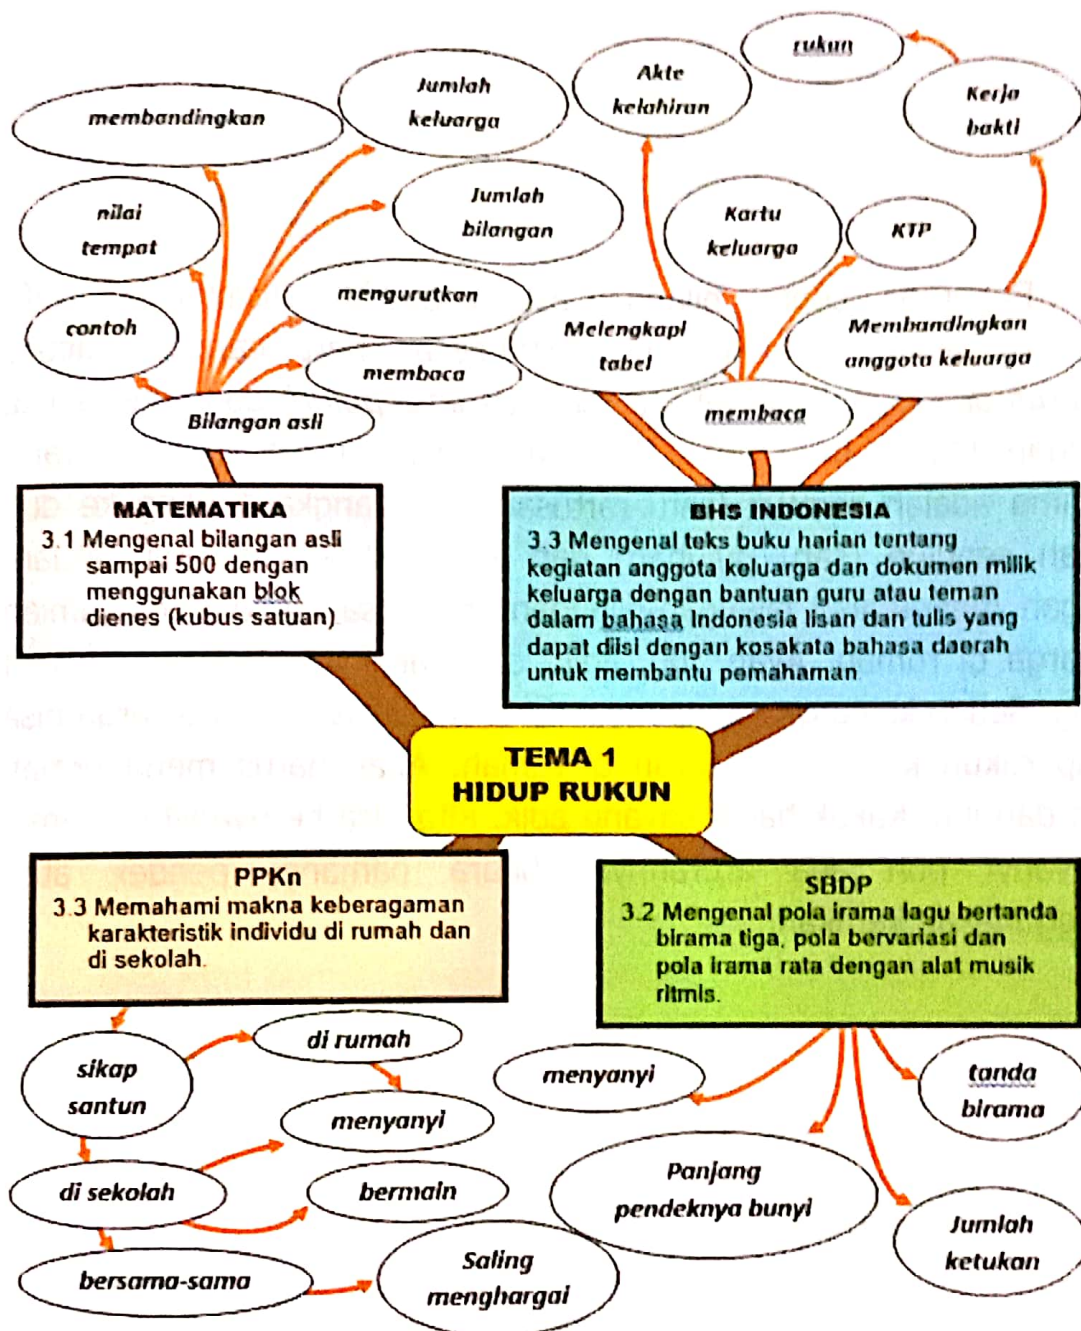 rukun
Akte
kelahiran
Jumlah
keluarga
Kerja
bakti
membandingkan
nilai
tempat
Jumlah
bilangan
Kartu
keluarga
KTP
mengurutkan
contoh
Melengkapi
tabel
Membandingkan
anggota keluarga
membaca
Bilangan asli
membaca
MATEMATIKA
3.1 Mengenal bilangan asli
sampai 500 dengan
menggunakan blok
dienes (kubus satuan)
BHS INDONESIA
3.3 Mengenal teks buku harian tentang
kegiatan anggota keluarga dan dokumen milik
keluarga dengan bantuan guru atau teman
dalam bahasa Indonesia lisan dan tulis yang
dapat diisi dengan kosakata bahasa daerah
untuk membantu pemahaman
TEMA 1
HIDUP RUKUN
PPKn
3.3 Memahami makna keberagaman
karakteristik individu di rumah dan
di sekolah.
SBDP
3.2 Mengenal pola irama lagu bertanda
birama tiga, pola bervariasi dan
pola irama rata dengan alat musik
ritmis.
sikap
santun
di rumah
menyanyi
di sekolah
bermain
bersama-sama
Saling
menghargai
menyanyi
tanda
birama
Panjang
pendeknya bunyi
Jumlah
ketukan